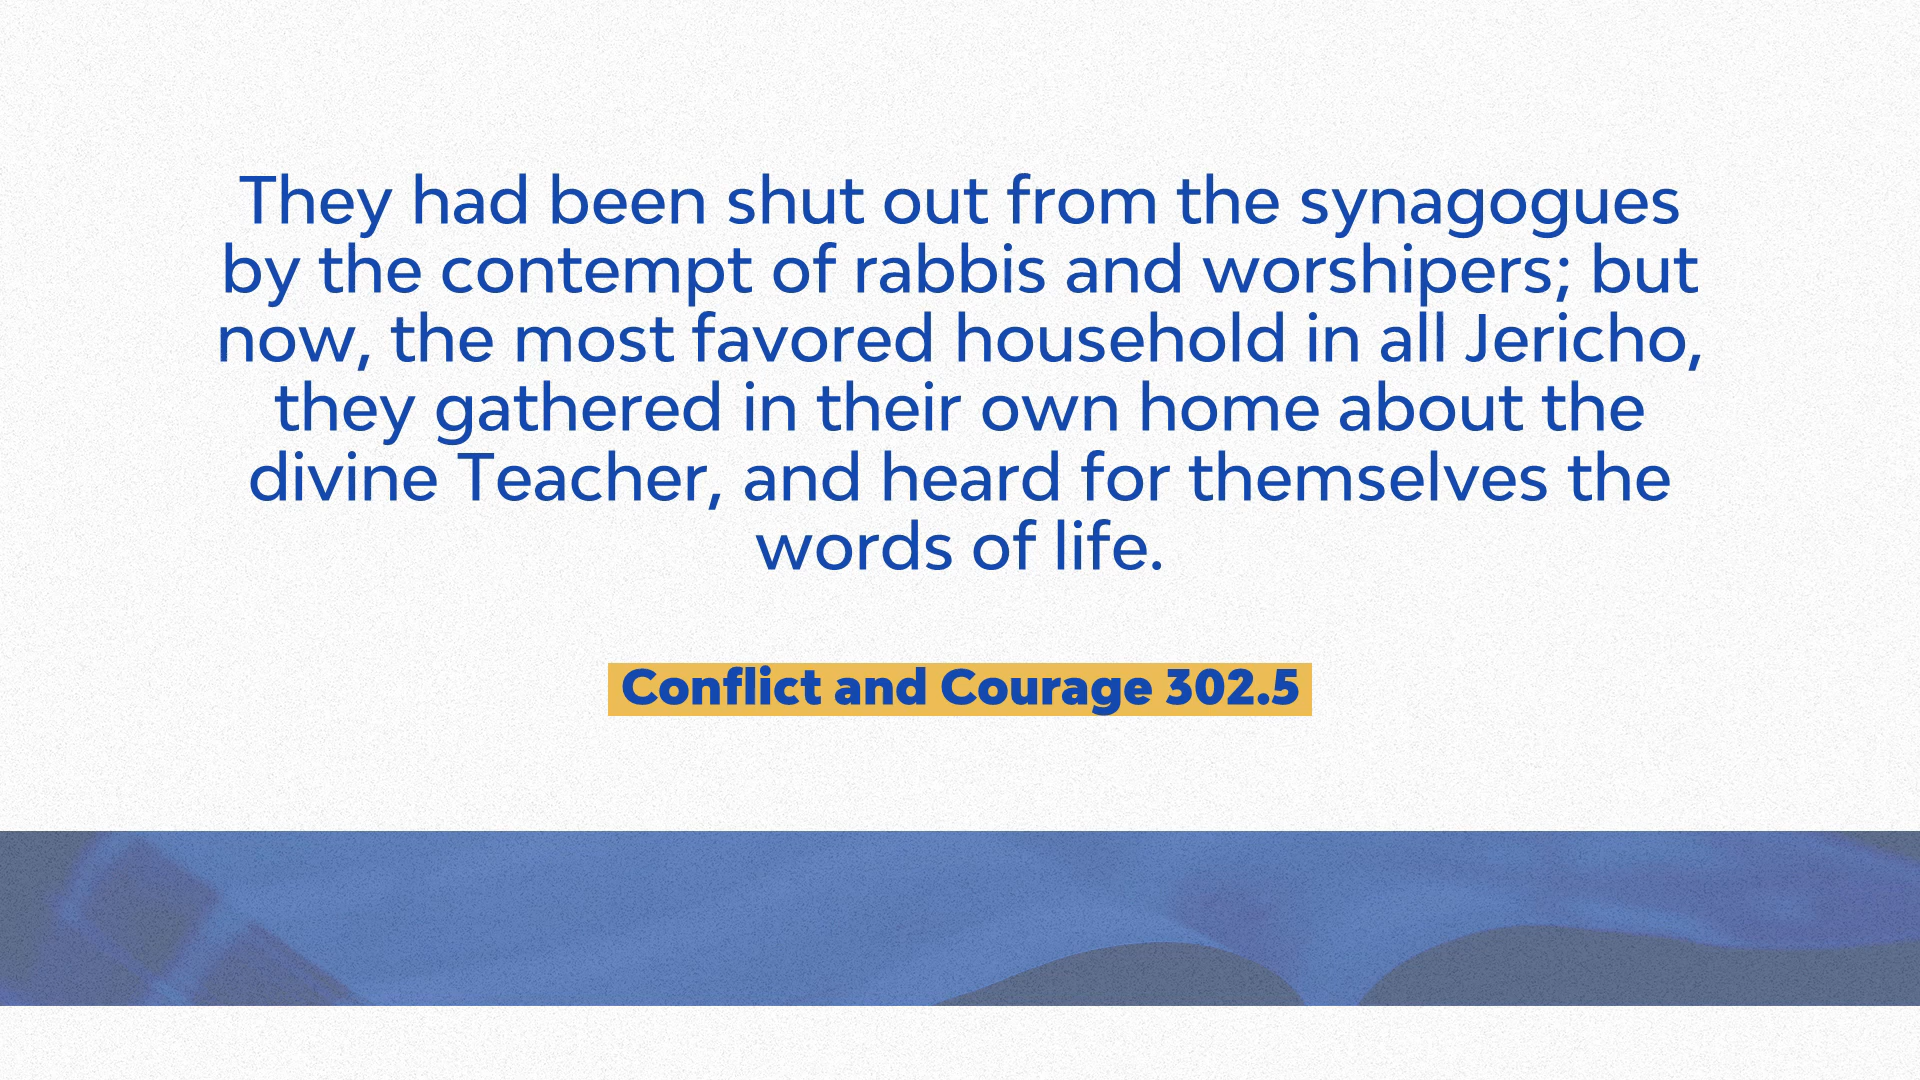 They had been shut out from the synagogues
by the contempt of rabbis and worshipers; but
now, the most favored household in all Jericho,
they gathered in their own home about the
divine Teacher, and heard for themselves the
words of life.
Conflict and Courage 302.5